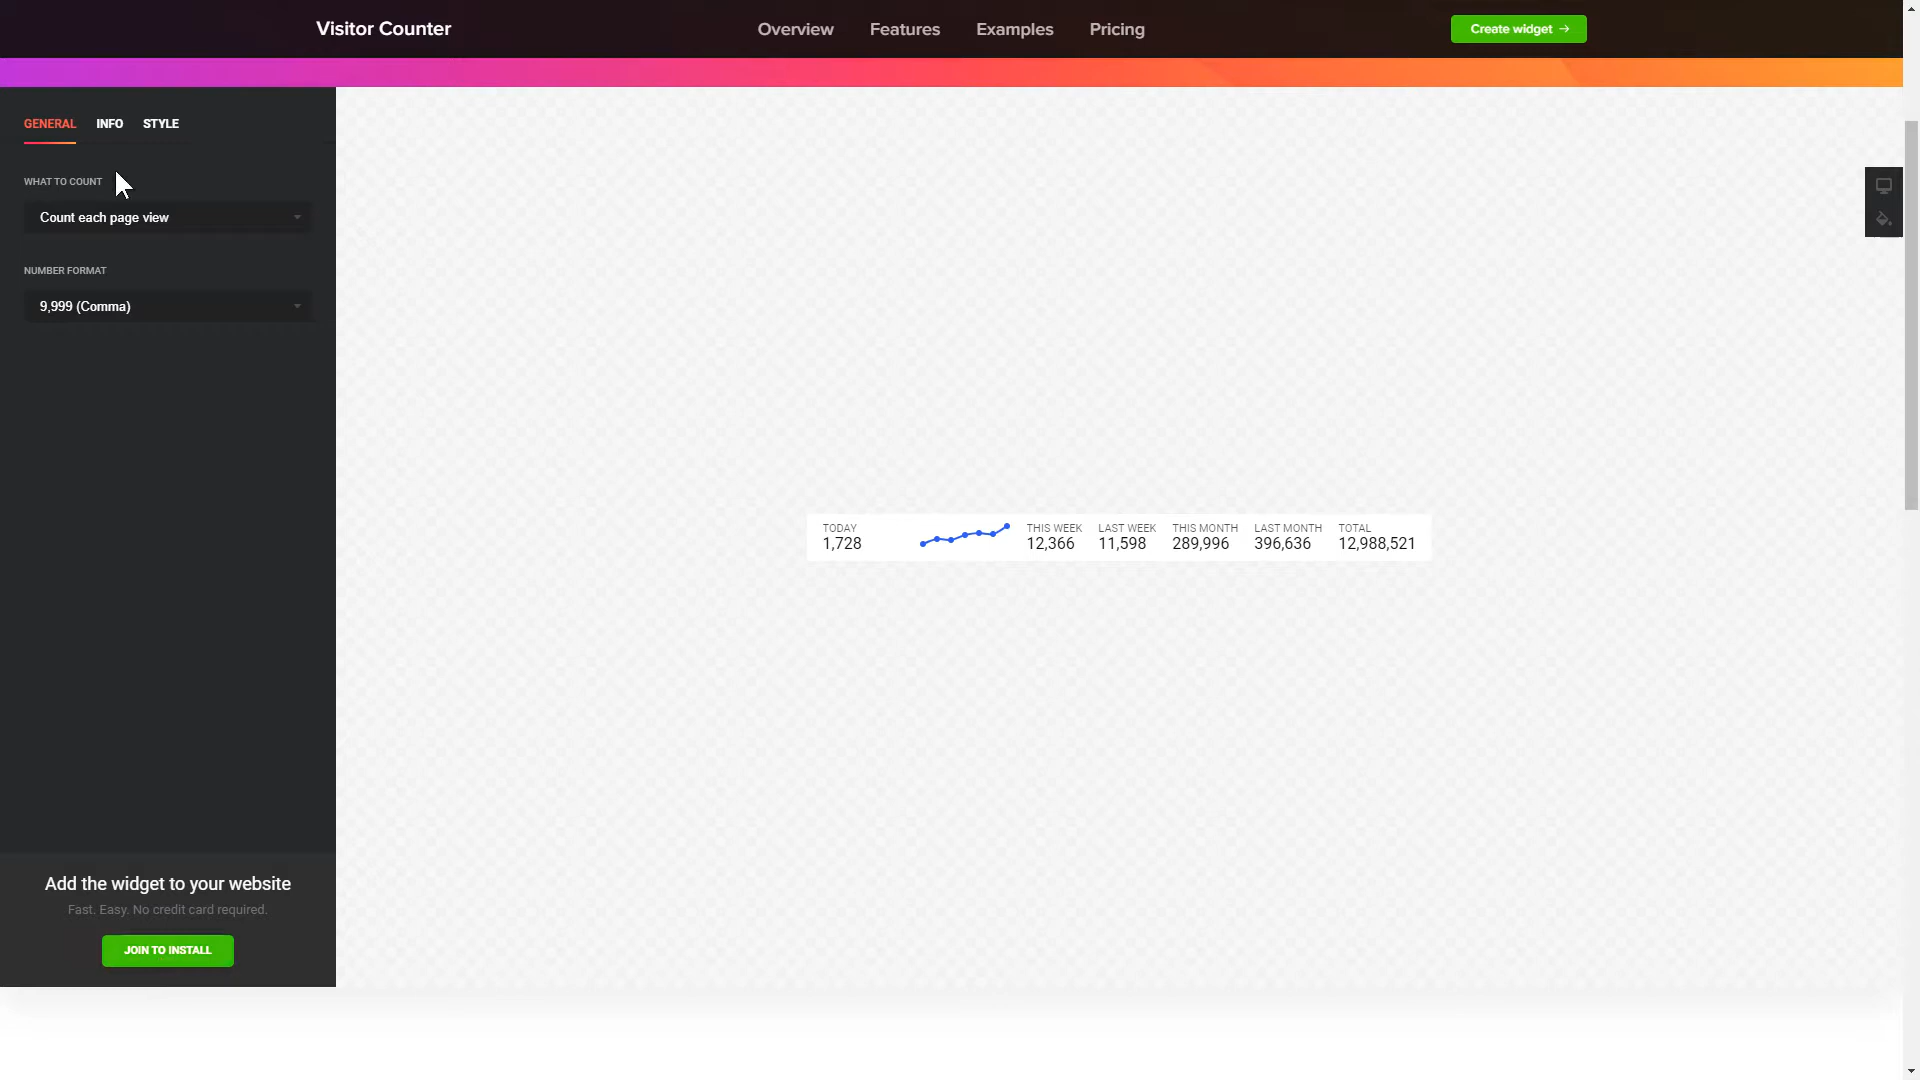 Visitor Counter
Overview Features Examples Pricing
Create widget →
GENERAL INFO STYLE
WHAT TO COUNT
Count each page view
NUMBER FORMAT
9,999 (Comma)
TODAY THIS WEEK LAST WEEK THIS MONTH LAST MONTH TOTAL
1,728 12,366 11,598 289,996 396,636 12,988,521
Add the widget to your website
Fast. Easy. No credit card required.
JOIN TO INSTALL